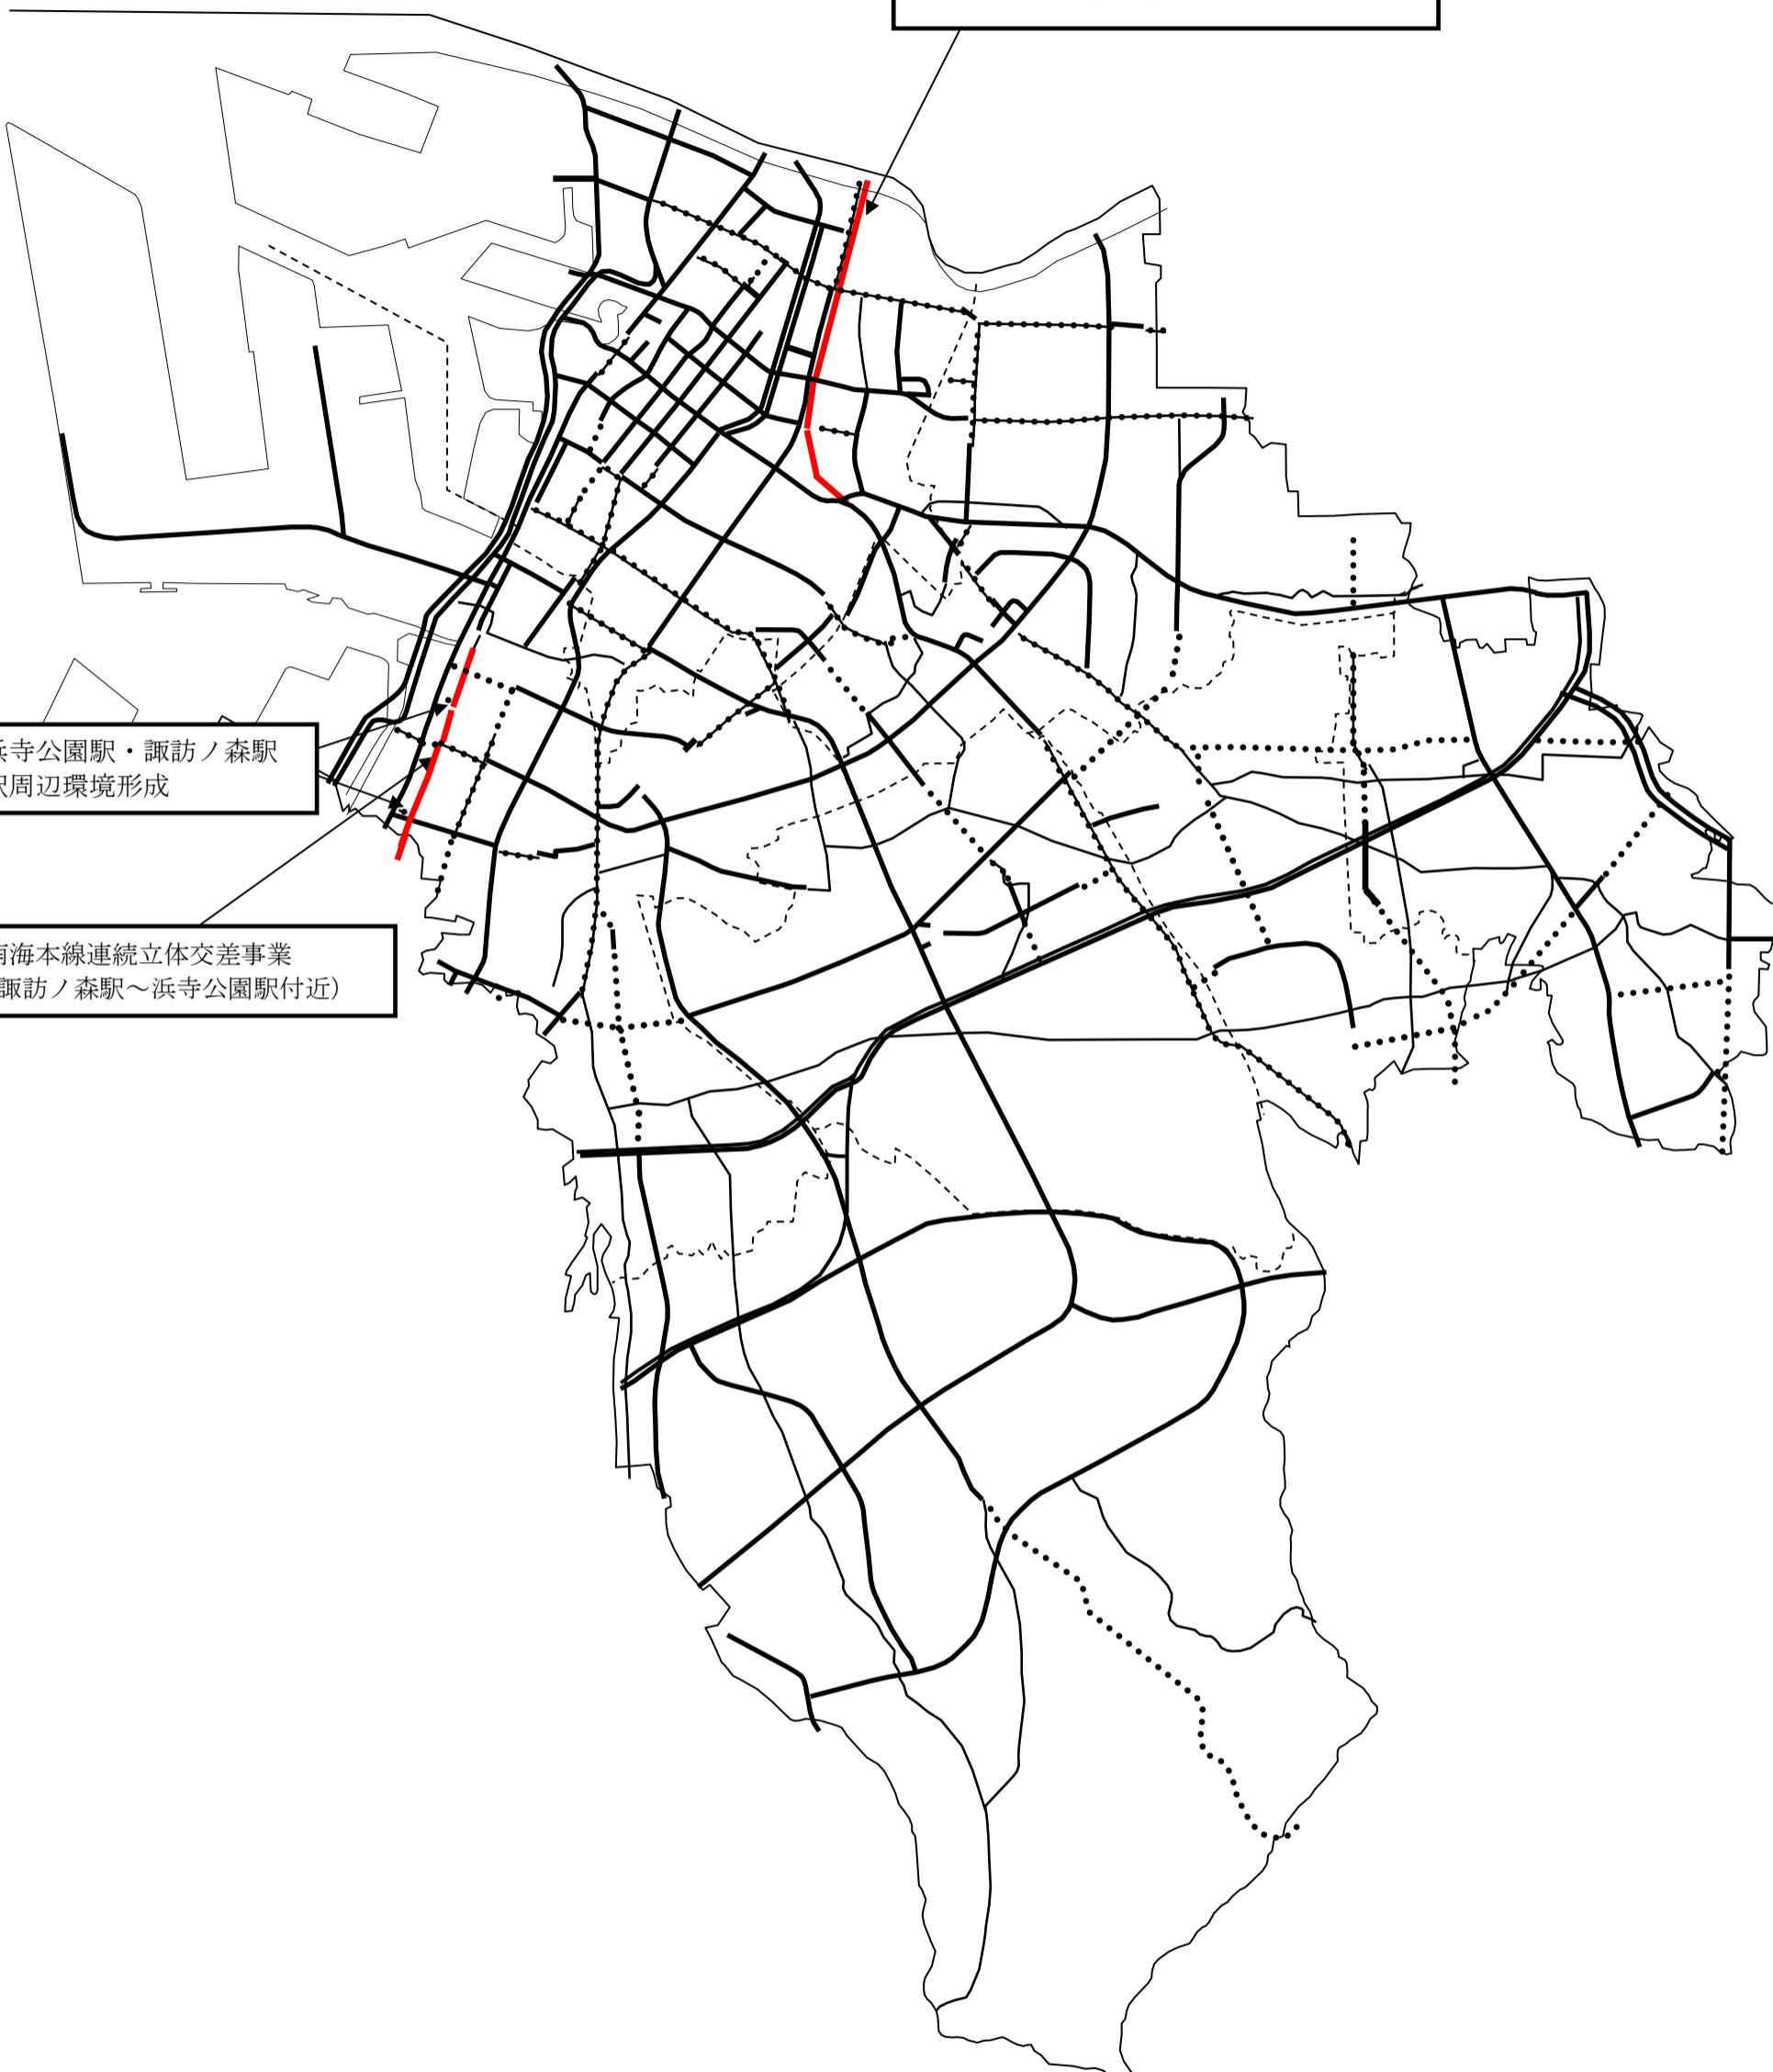 浜寺公園駅・諏訪ノ森駅
駅周辺環境形成
南海本線連続立体交差事業
諏訪ノ森駅～浜寺公園駅付近）